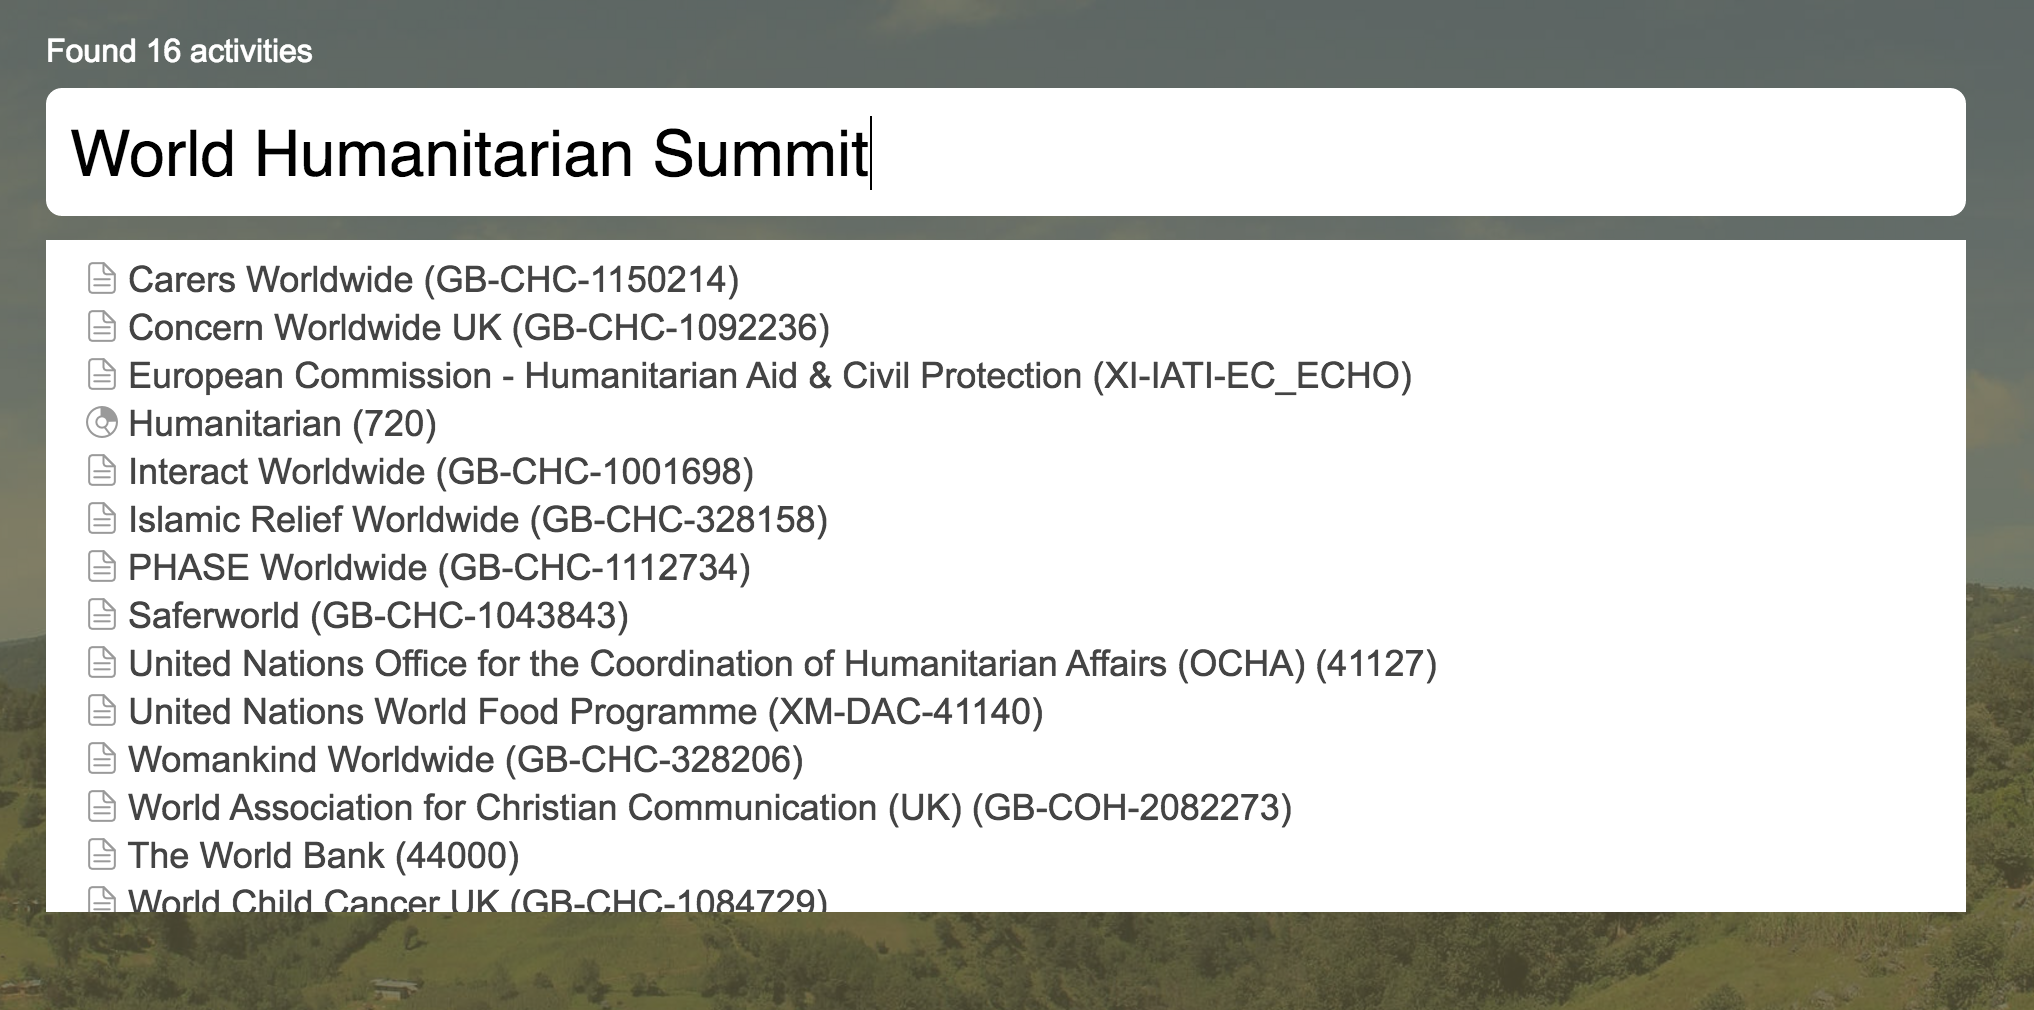 Found 16 activities
World Humanitarian Summit
Carers Worldwide (GB-CHC-1150214)
Concern Worldwide UK (GB-CHC-1092236)
European Commission - Humanitarian Aid & Civil Protection (XI-IATI-EC_ECHO)
Humanitarian (720)
Interact Worldwide (GB-CHC-1001698)
Islamic Relief Worldwide (GB-CHC-328158)
PHASE Worldwide (GB-CHC-1112734)
Saferworld (GB-CHC-1043843)
United Nations Office for the Coordination of Humanitarian Affairs (OCHA) (41127)
United Nations World Food Programme (XM-DAC-41140)
Womankind Worldwide (GB-CHC-328206)
World Association for Christian Communication (UK) (GB-COH-2082273)
The World Bank (44000)
World Child Cancer UK (GB-CHC-1084729)